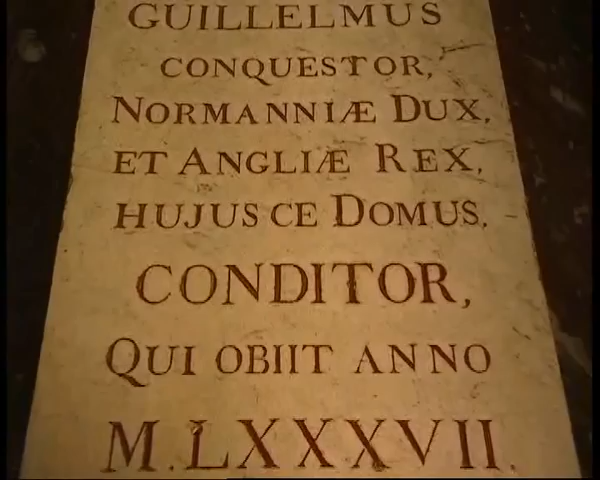 GUILLELMUS
CONQUESTOR,
NORMANNIÆ DUX,
ET ANGLIÆ REX,
HUJUS CE DOMUS,
CONDITOR,
QUI OBIIT ANNO
M.LXXXVII.